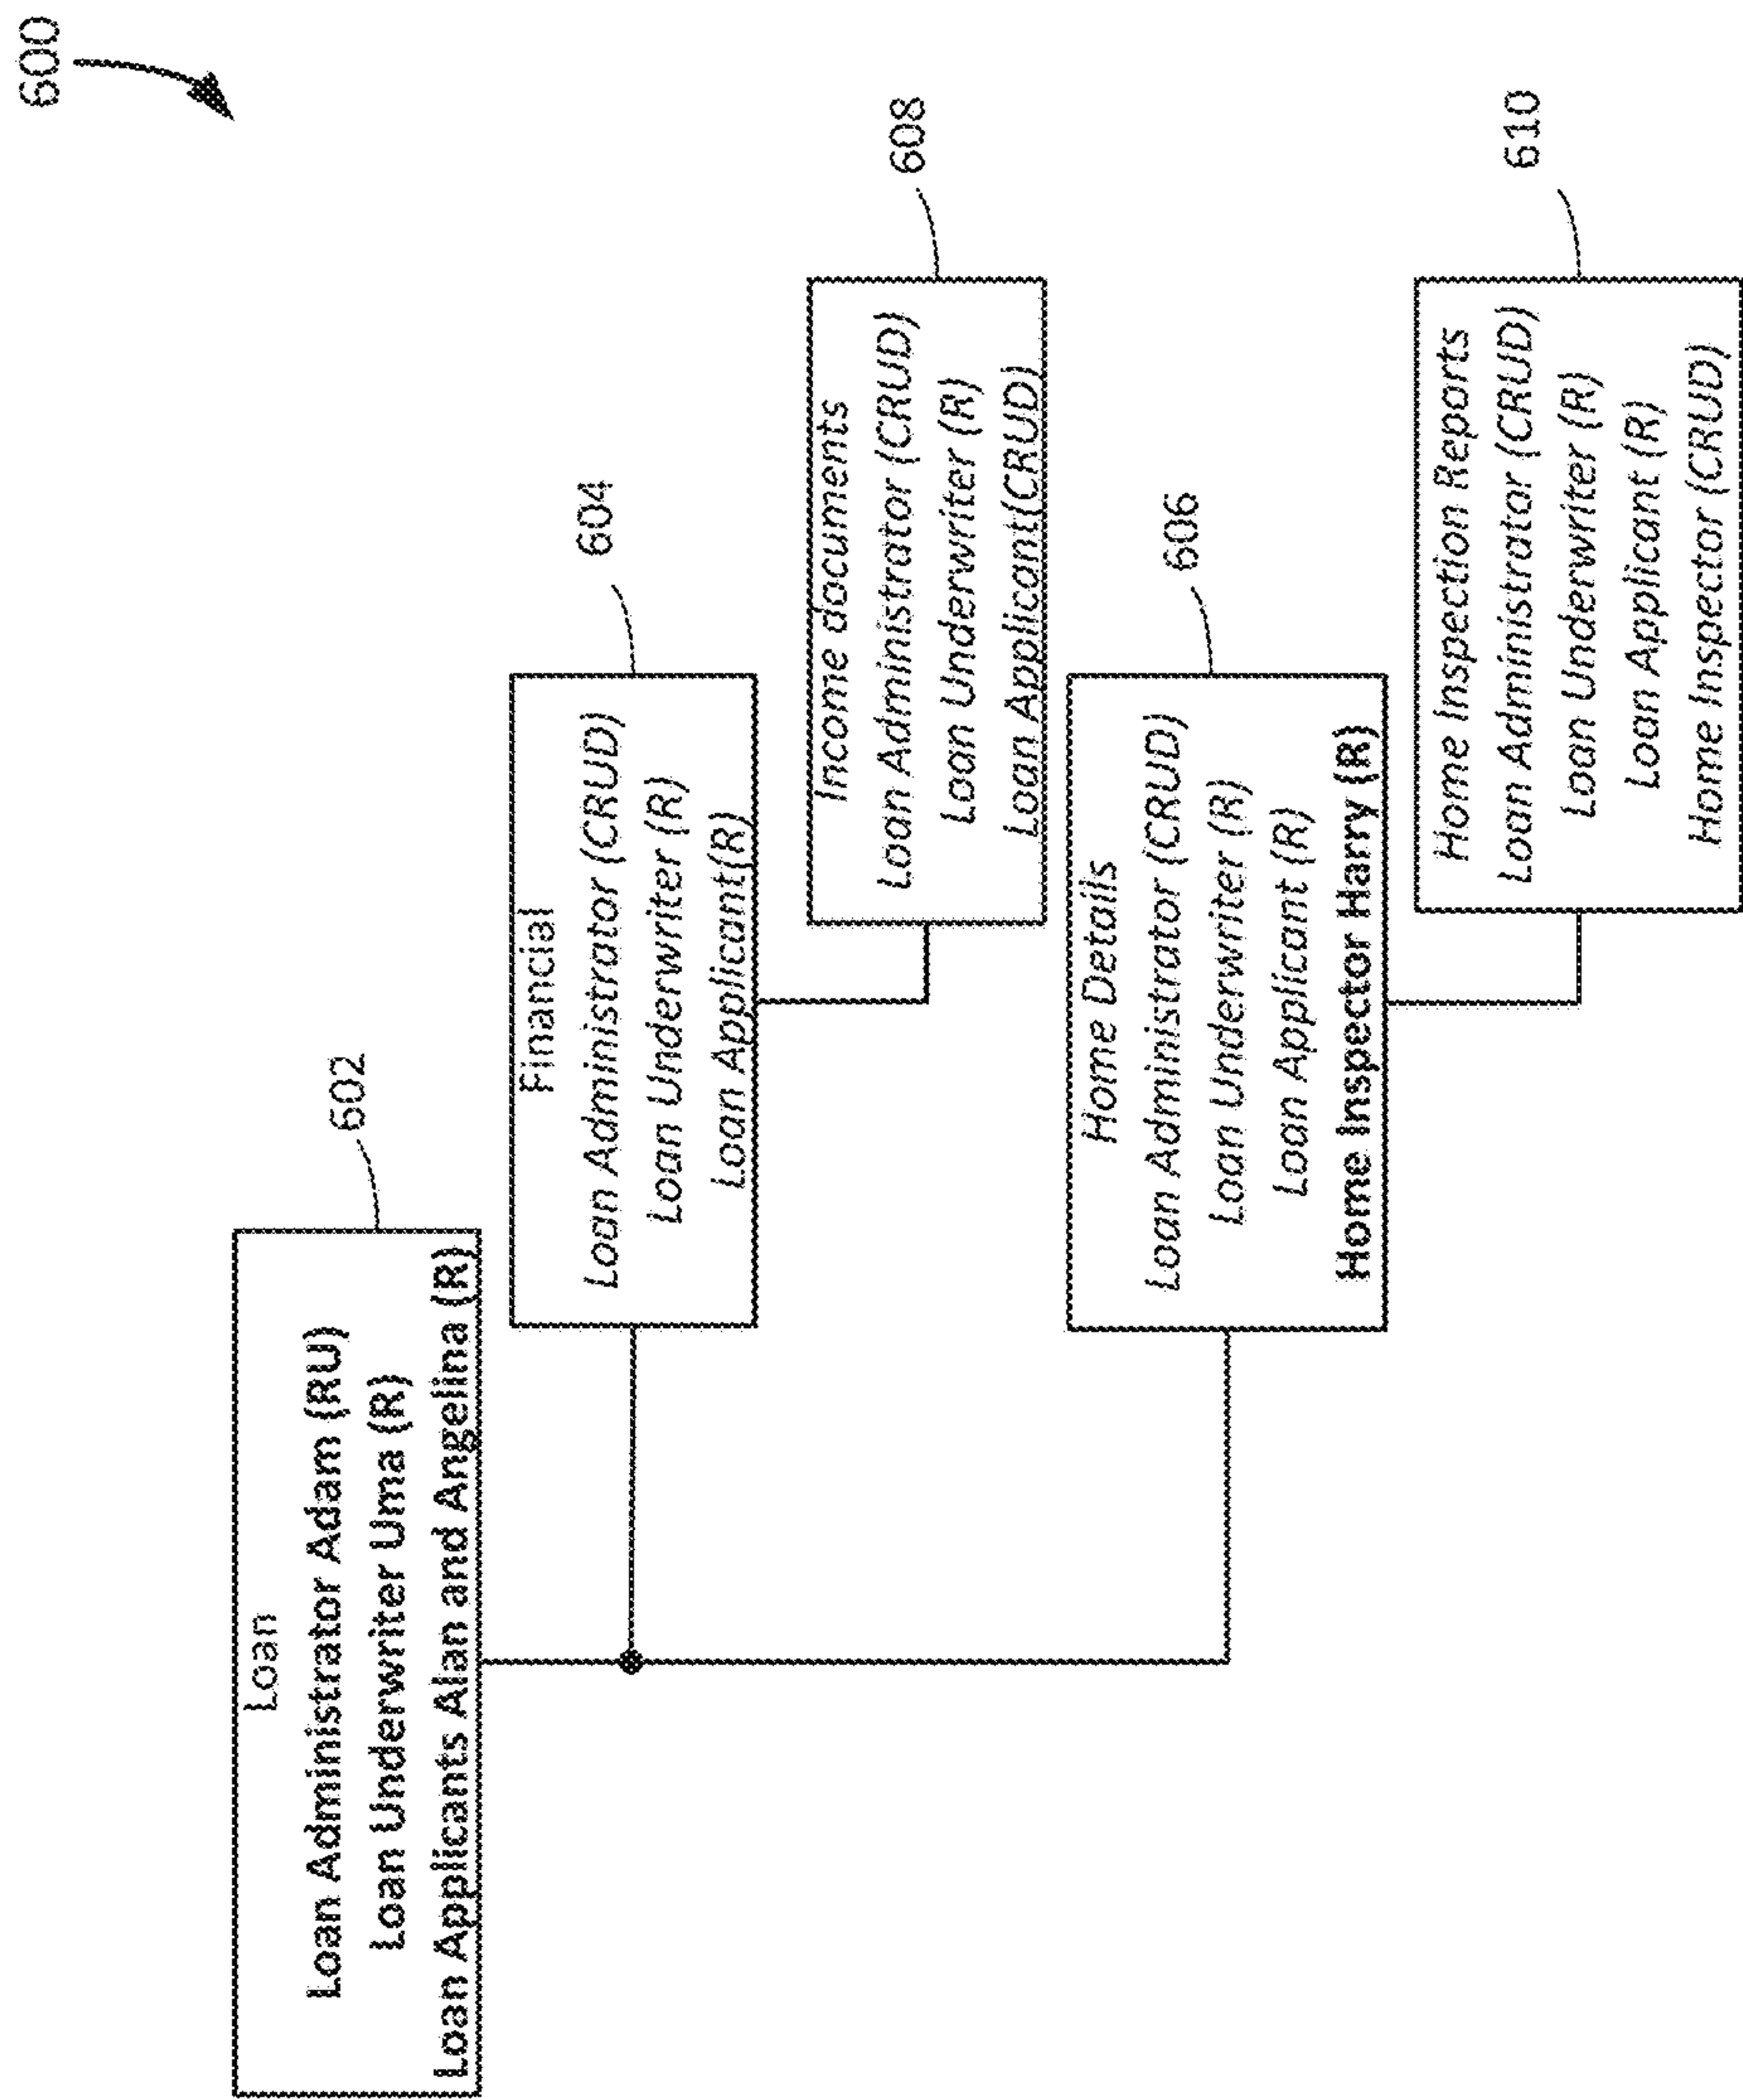 600
Loan
Loan Administrator Adam (RU)
Loan Underwriter Uma (R)
Loan Applicants Alan and Angelina (R)
602
Financial
Loan Administrator (CRUD)
Loan Underwriter (R)
Loan Applicant(R)
604
Income documents
Loan Administrator (CRUD)
Loan Underwriter (R)
Loan Applicant(CRUD)
608
Home Details
Loan Administrator (CRUD)
Loan Underwriter (R)
Loan Applicant (R)
Home Inspector Harry (R)
606
Home Inspection Reports
Loan Administrator (CRUD)
Loan Underwriter (R)
Loan Applicant (R)
Home Inspector (CRUD)
610